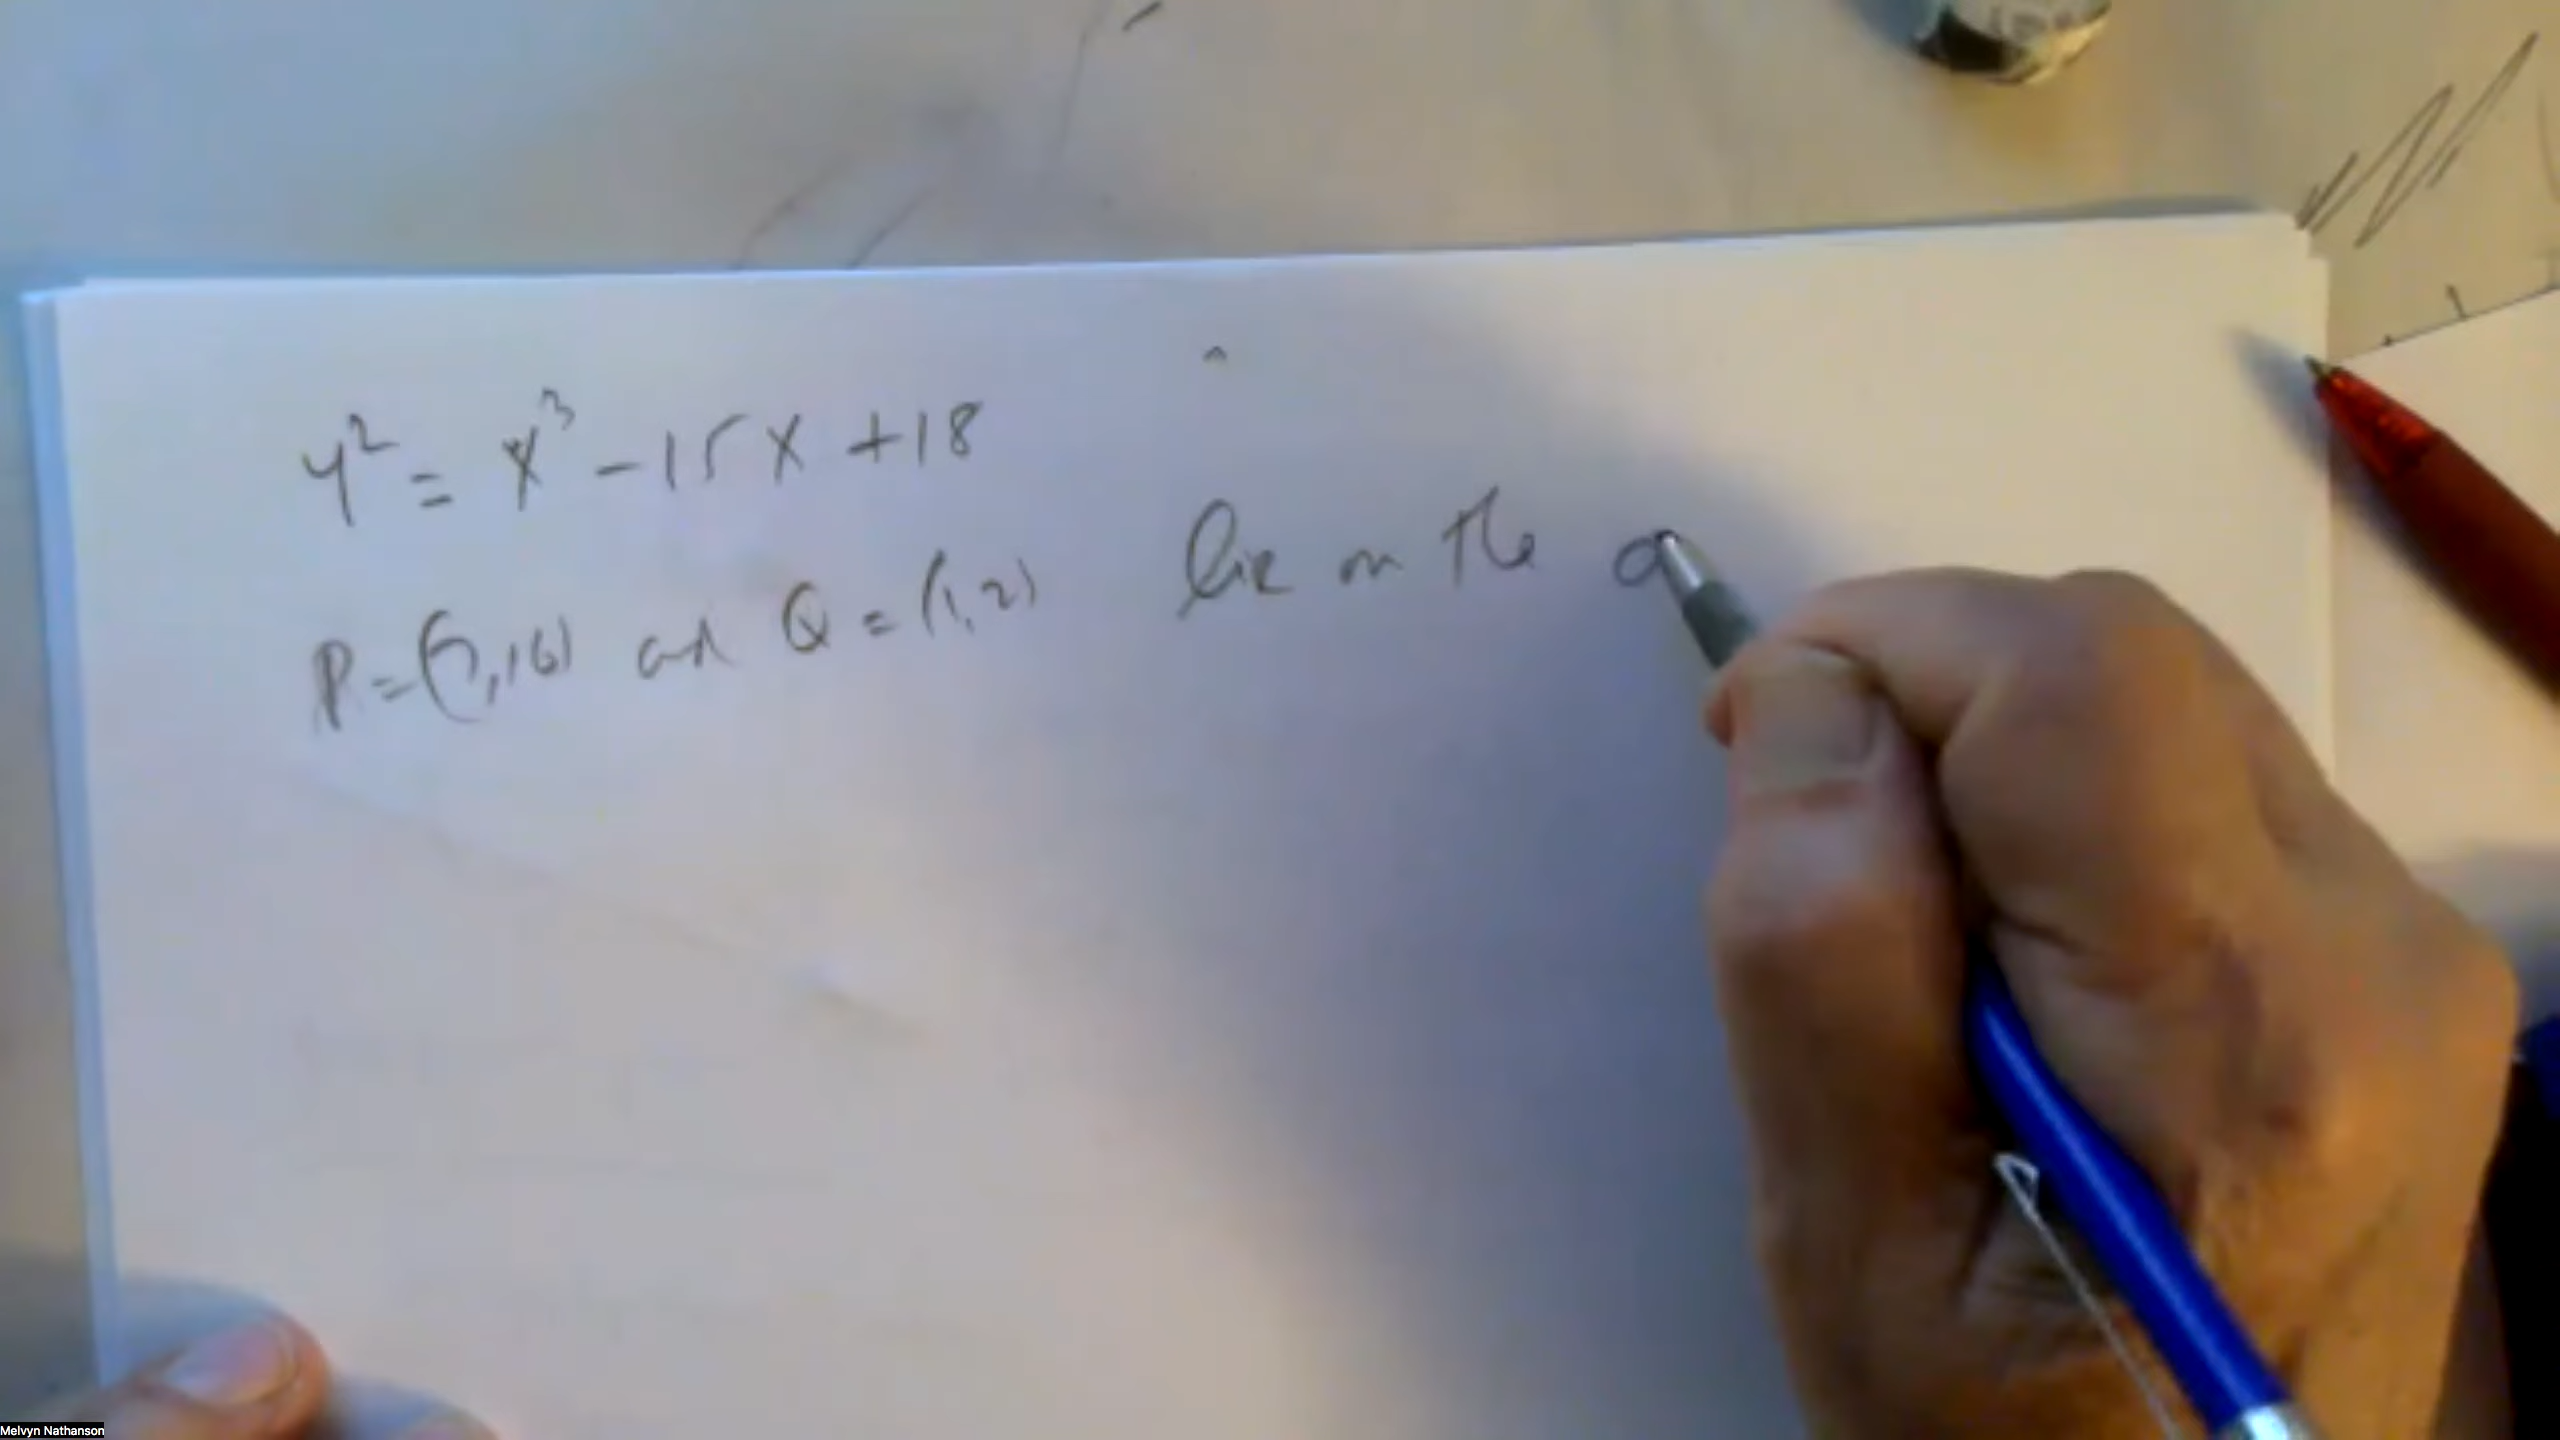 y² = x³ - 15x + 18
P = (7, 16) and Q = (1, 2) lie on the
Melvyn Nathanson